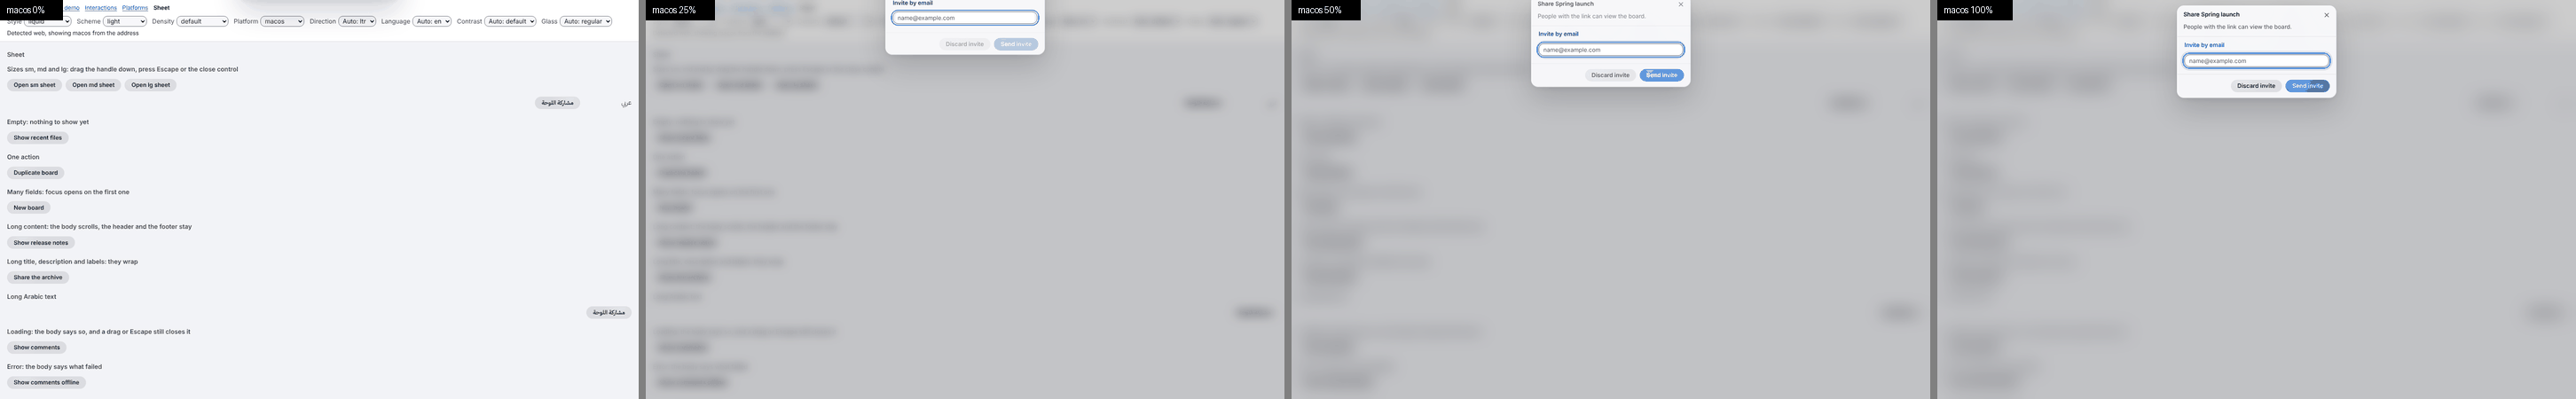 macos 0%
demo Interactions Platforms Sheet
Style liquid Scheme light Density default Platform macos Direction Auto: ltr Language Auto: en Contrast Auto: default Glass Auto: regular
Detected web, showing macos from the address
Sheet
Sizes sm, md and lg: drag the handle down, press Escape or the close control
Open sm sheet Open md sheet Open lg sheet
عربي
مشاركة اللوحة
Empty: nothing to show yet
Show recent files
One action
Duplicate board
Many fields: focus opens on the first one
New board
Long content: the body scrolls, the header and the footer stay
Show release notes
Long title, description and labels: they wrap
Share the archive
Long Arabic text
مشاركة اللوحة
Loading: the body says so, and a drag or Escape still closes it
Show comments
Error: the body says what failed
Show comments offline
macos 25%
Invite by email
name@example.com
Discard invite Send invite
macos 50%
Share Spring launch
People with the link can view the board.
Invite by email
name@example.com
Discard invite Send invite
macos 100%
Share Spring launch
People with the link can view the board.
Invite by email
name@example.com
Discard invite Send invite